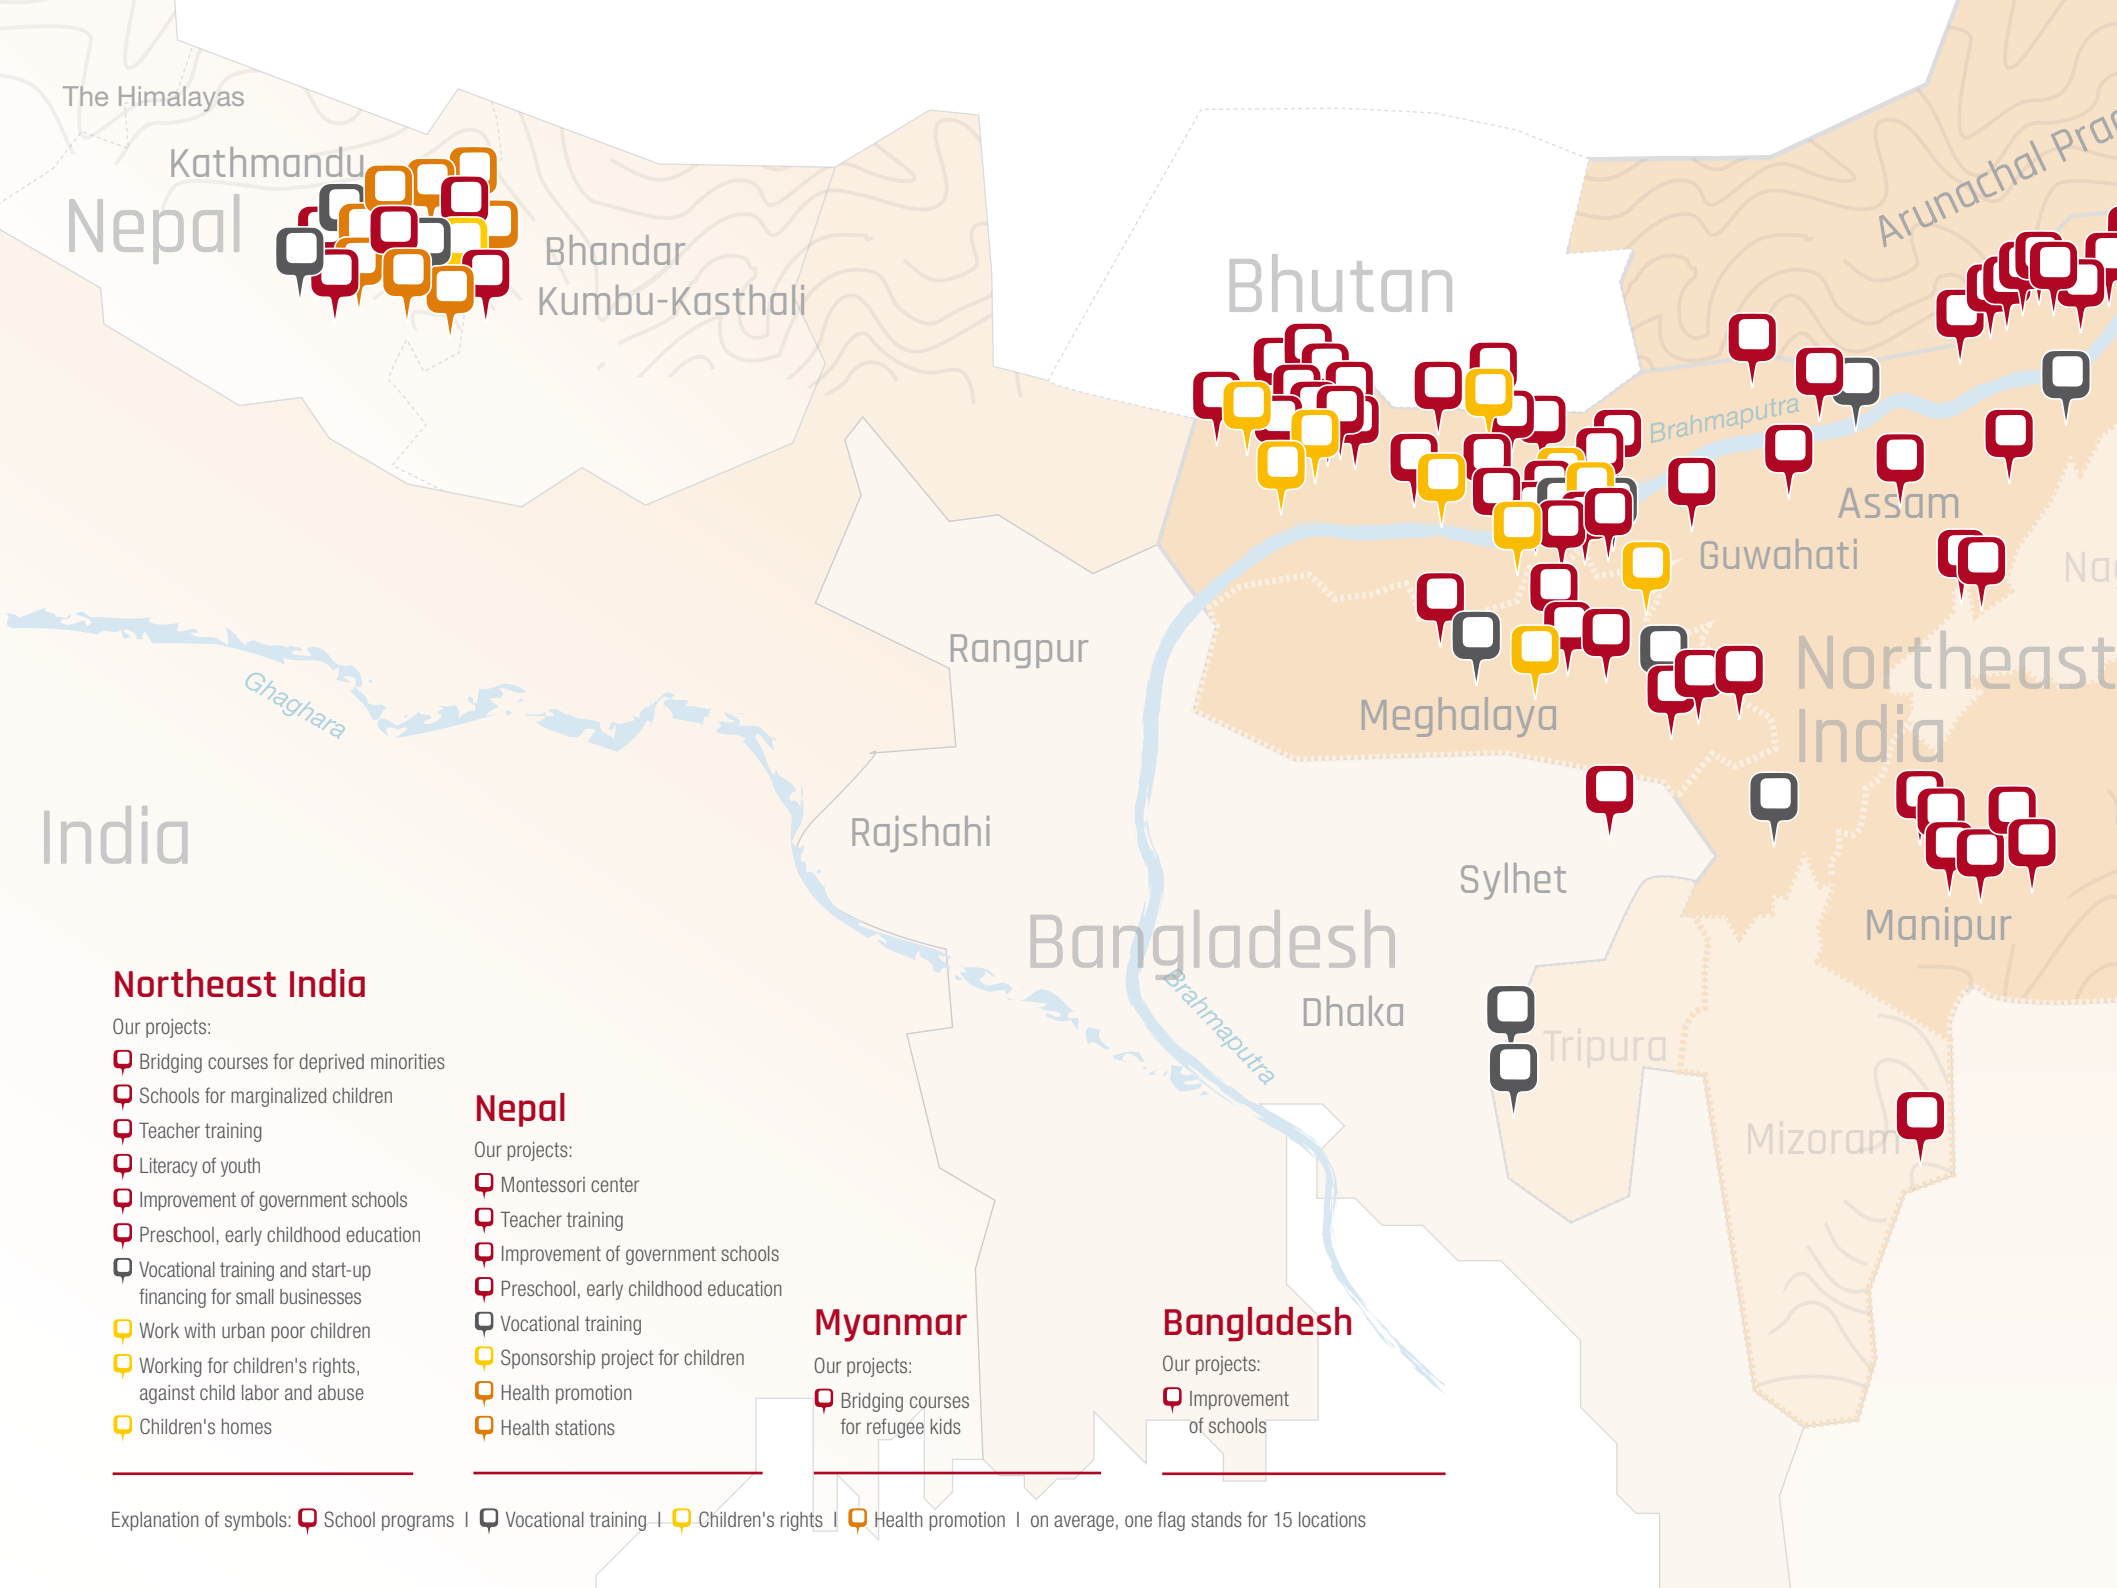 The Himalayas
Kathmandu
Nepal
Bhandar
Kumbu-Kasthali
Bhutan
Arunachal
Brahmaputra
Assam
Guwahati
Northeast
India
Meghalaya
Rangpur
Ghaghara
Rajshahi
India
Sylhet
Manipur
Bangladesh
Brahmaputra
Dhaka
Tripura
Mizoram
Northeast India
Our projects:
Bridging courses for deprived minorities
Schools for marginalized children
Teacher training
Literacy of youth
Improvement of government schools
Preschool, early childhood education
Vocational training and start-up
financing for small businesses
Work with urban poor children
Working for children's rights,
against child labor and abuse
Children's homes
Nepal
Our projects:
Montessori center
Teacher training
Improvement of government schools
Preschool, early childhood education
Vocational training
Sponsorship project for children
Health promotion
Health stations
Myanmar
Our projects:
Bridging courses
for refugee kids
Bangladesh
Our projects:
Improvement
of schools
Explanation of symbols: School programs I Vocational training I Children's rights I Health promotion I on average, one flag stands for 15 locations